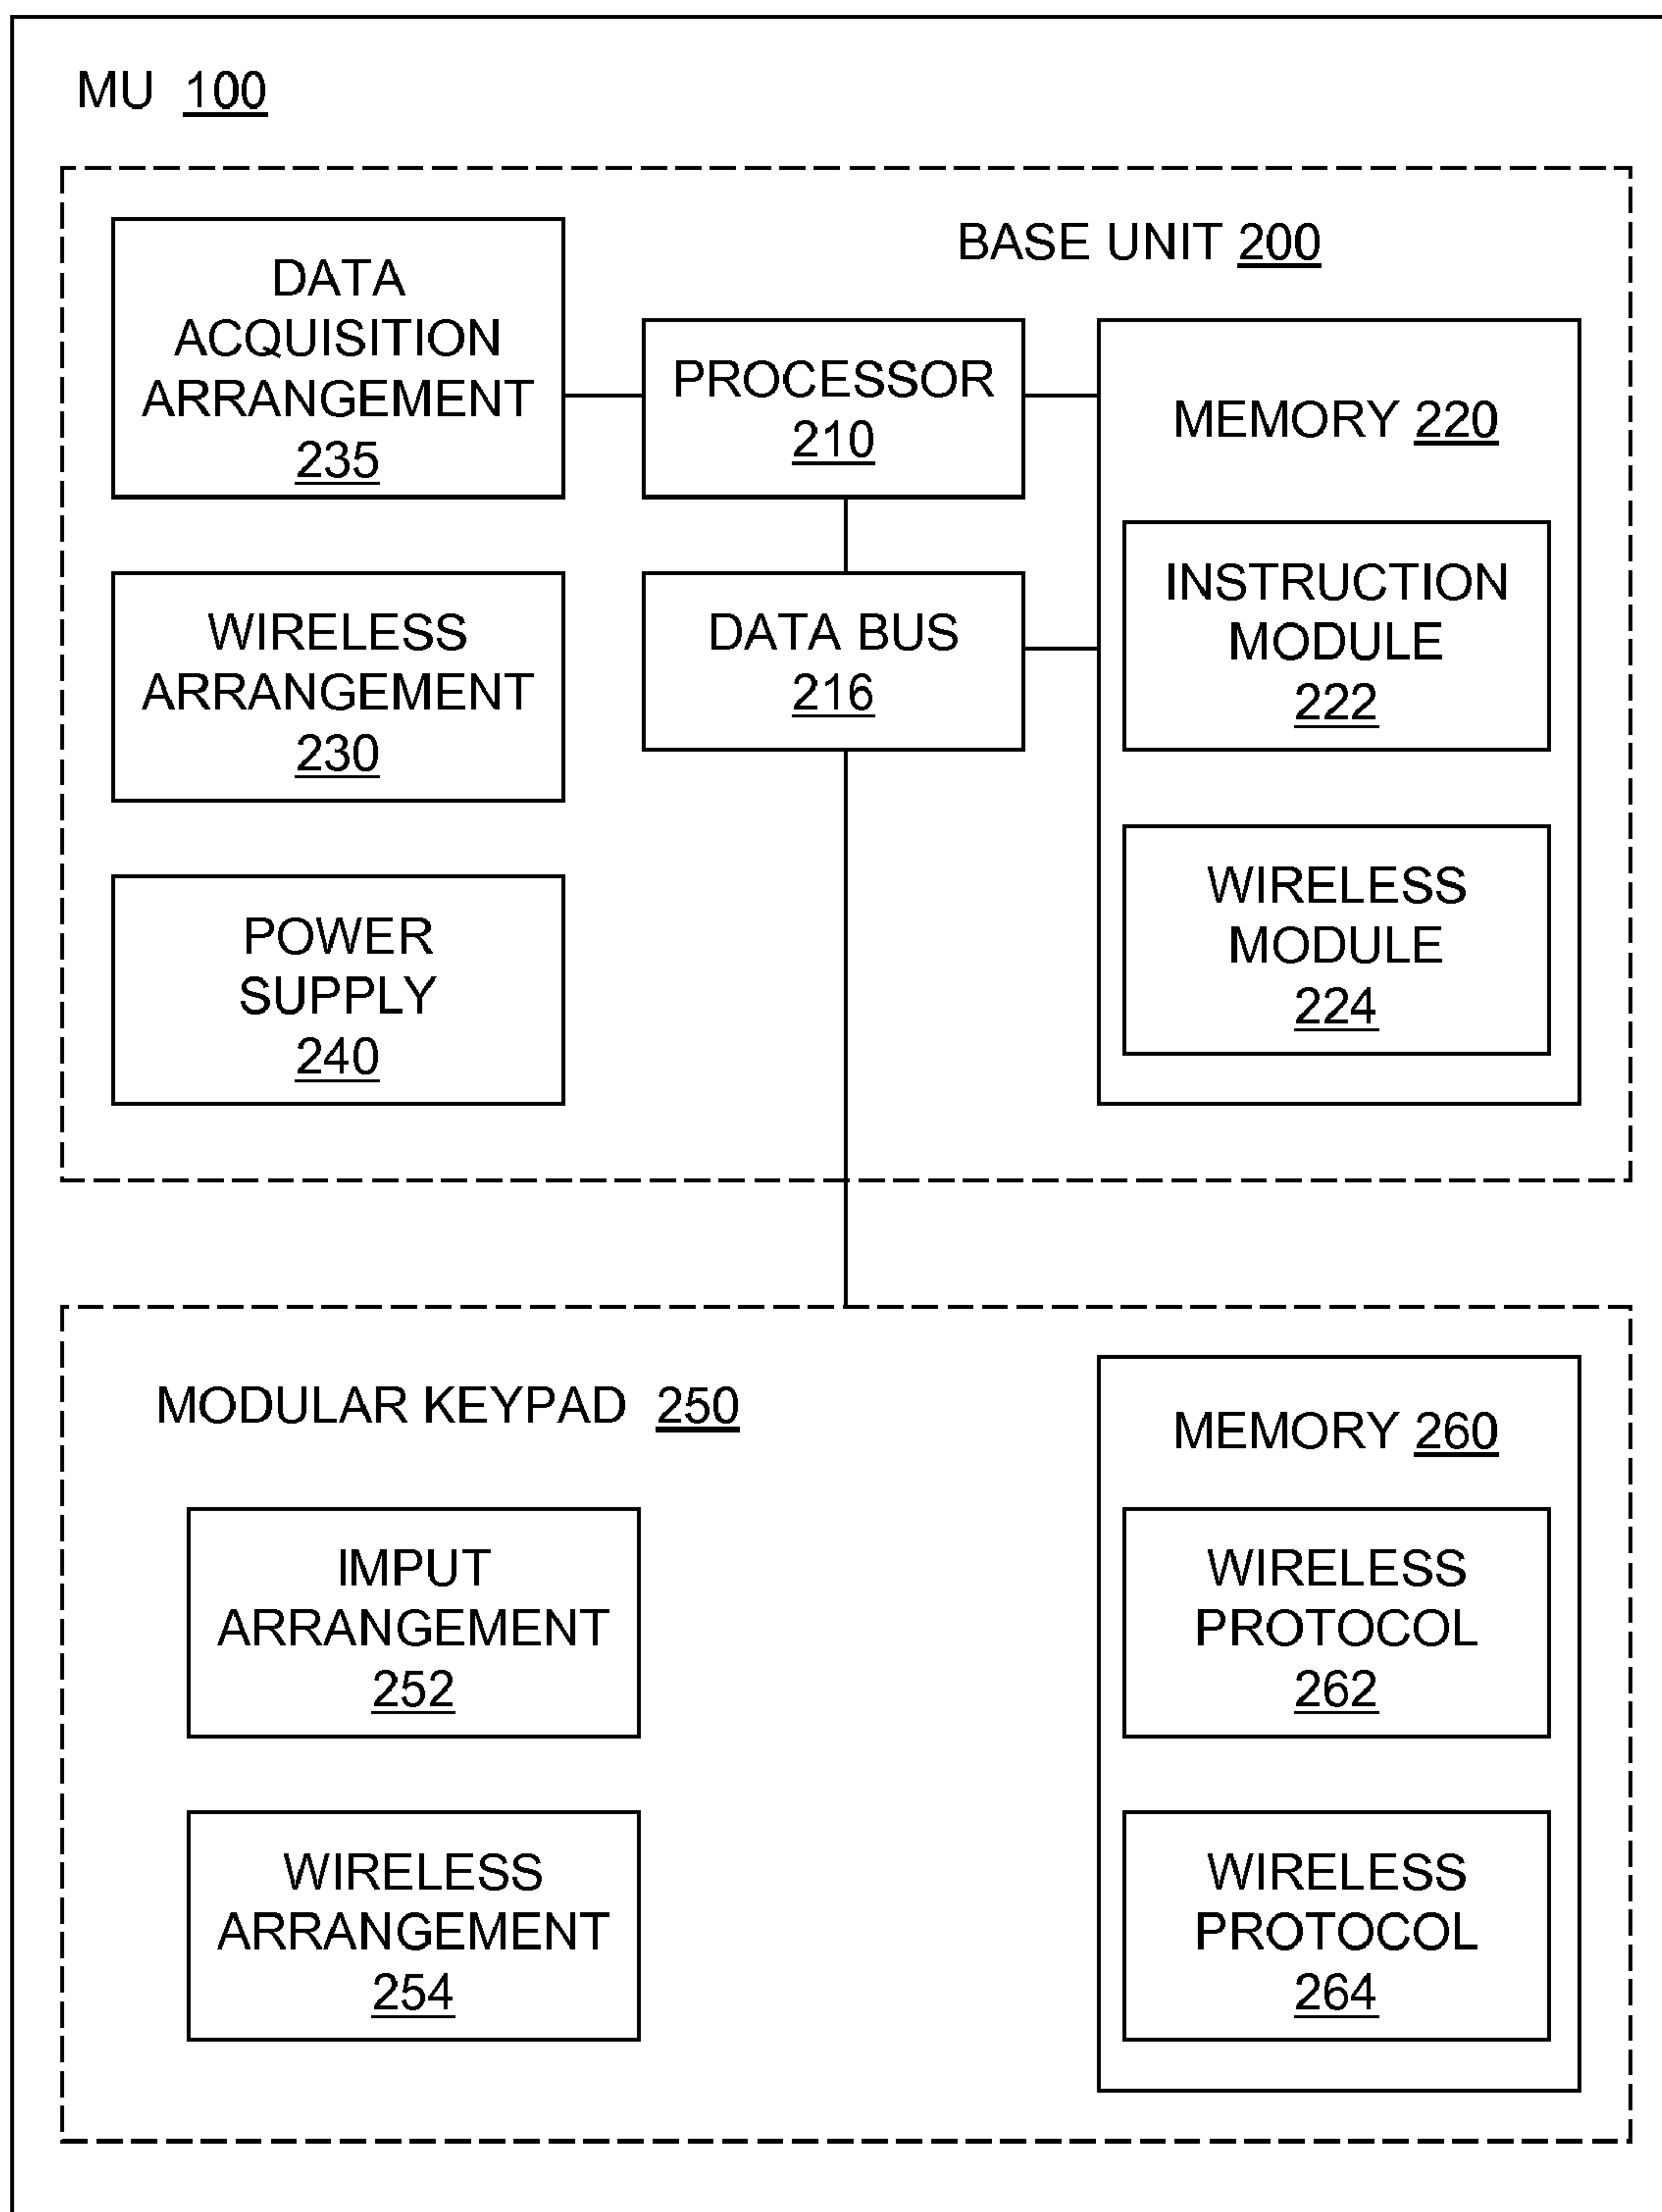 MU 100
BASE UNIT 200
DATA
ACQUISITION
ARRANGEMENT
235
PROCESSOR
210
MEMORY 220
INSTRUCTION
MODULE
222
WIRELESS
ARRANGEMENT
230
DATA BUS
216
WIRELESS
MODULE
224
POWER
SUPPLY
240
MODULAR KEYPAD 250
MEMORY 260
IMPUT
ARRANGEMENT
252
WIRELESS
PROTOCOL
262
WIRELESS
ARRANGEMENT
254
WIRELESS
PROTOCOL
264